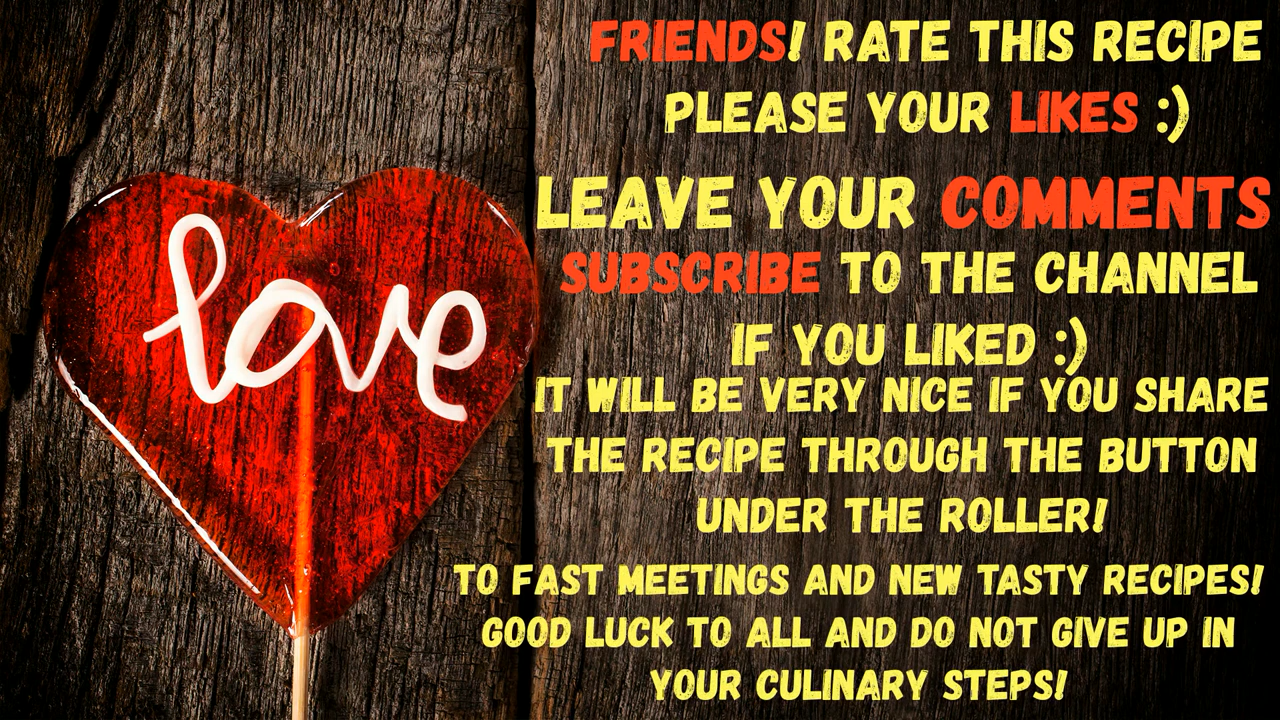 love
FRIENDS! RATE THIS RECIPE
PLEASE YOUR LIKES :)
LEAVE YOUR COMMENTS
SUBSCRIBE TO THE CHANNEL
IF YOU LIKED :)
IT WILL BE VERY NICE IF YOU SHARE
THE RECIPE THROUGH THE BUTTON
UNDER THE ROLLER!
TO FAST MEETINGS AND NEW TASTY RECIPES!
GOOD LUCK TO ALL AND DO NOT GIVE UP IN
YOUR CULINARY STEPS!